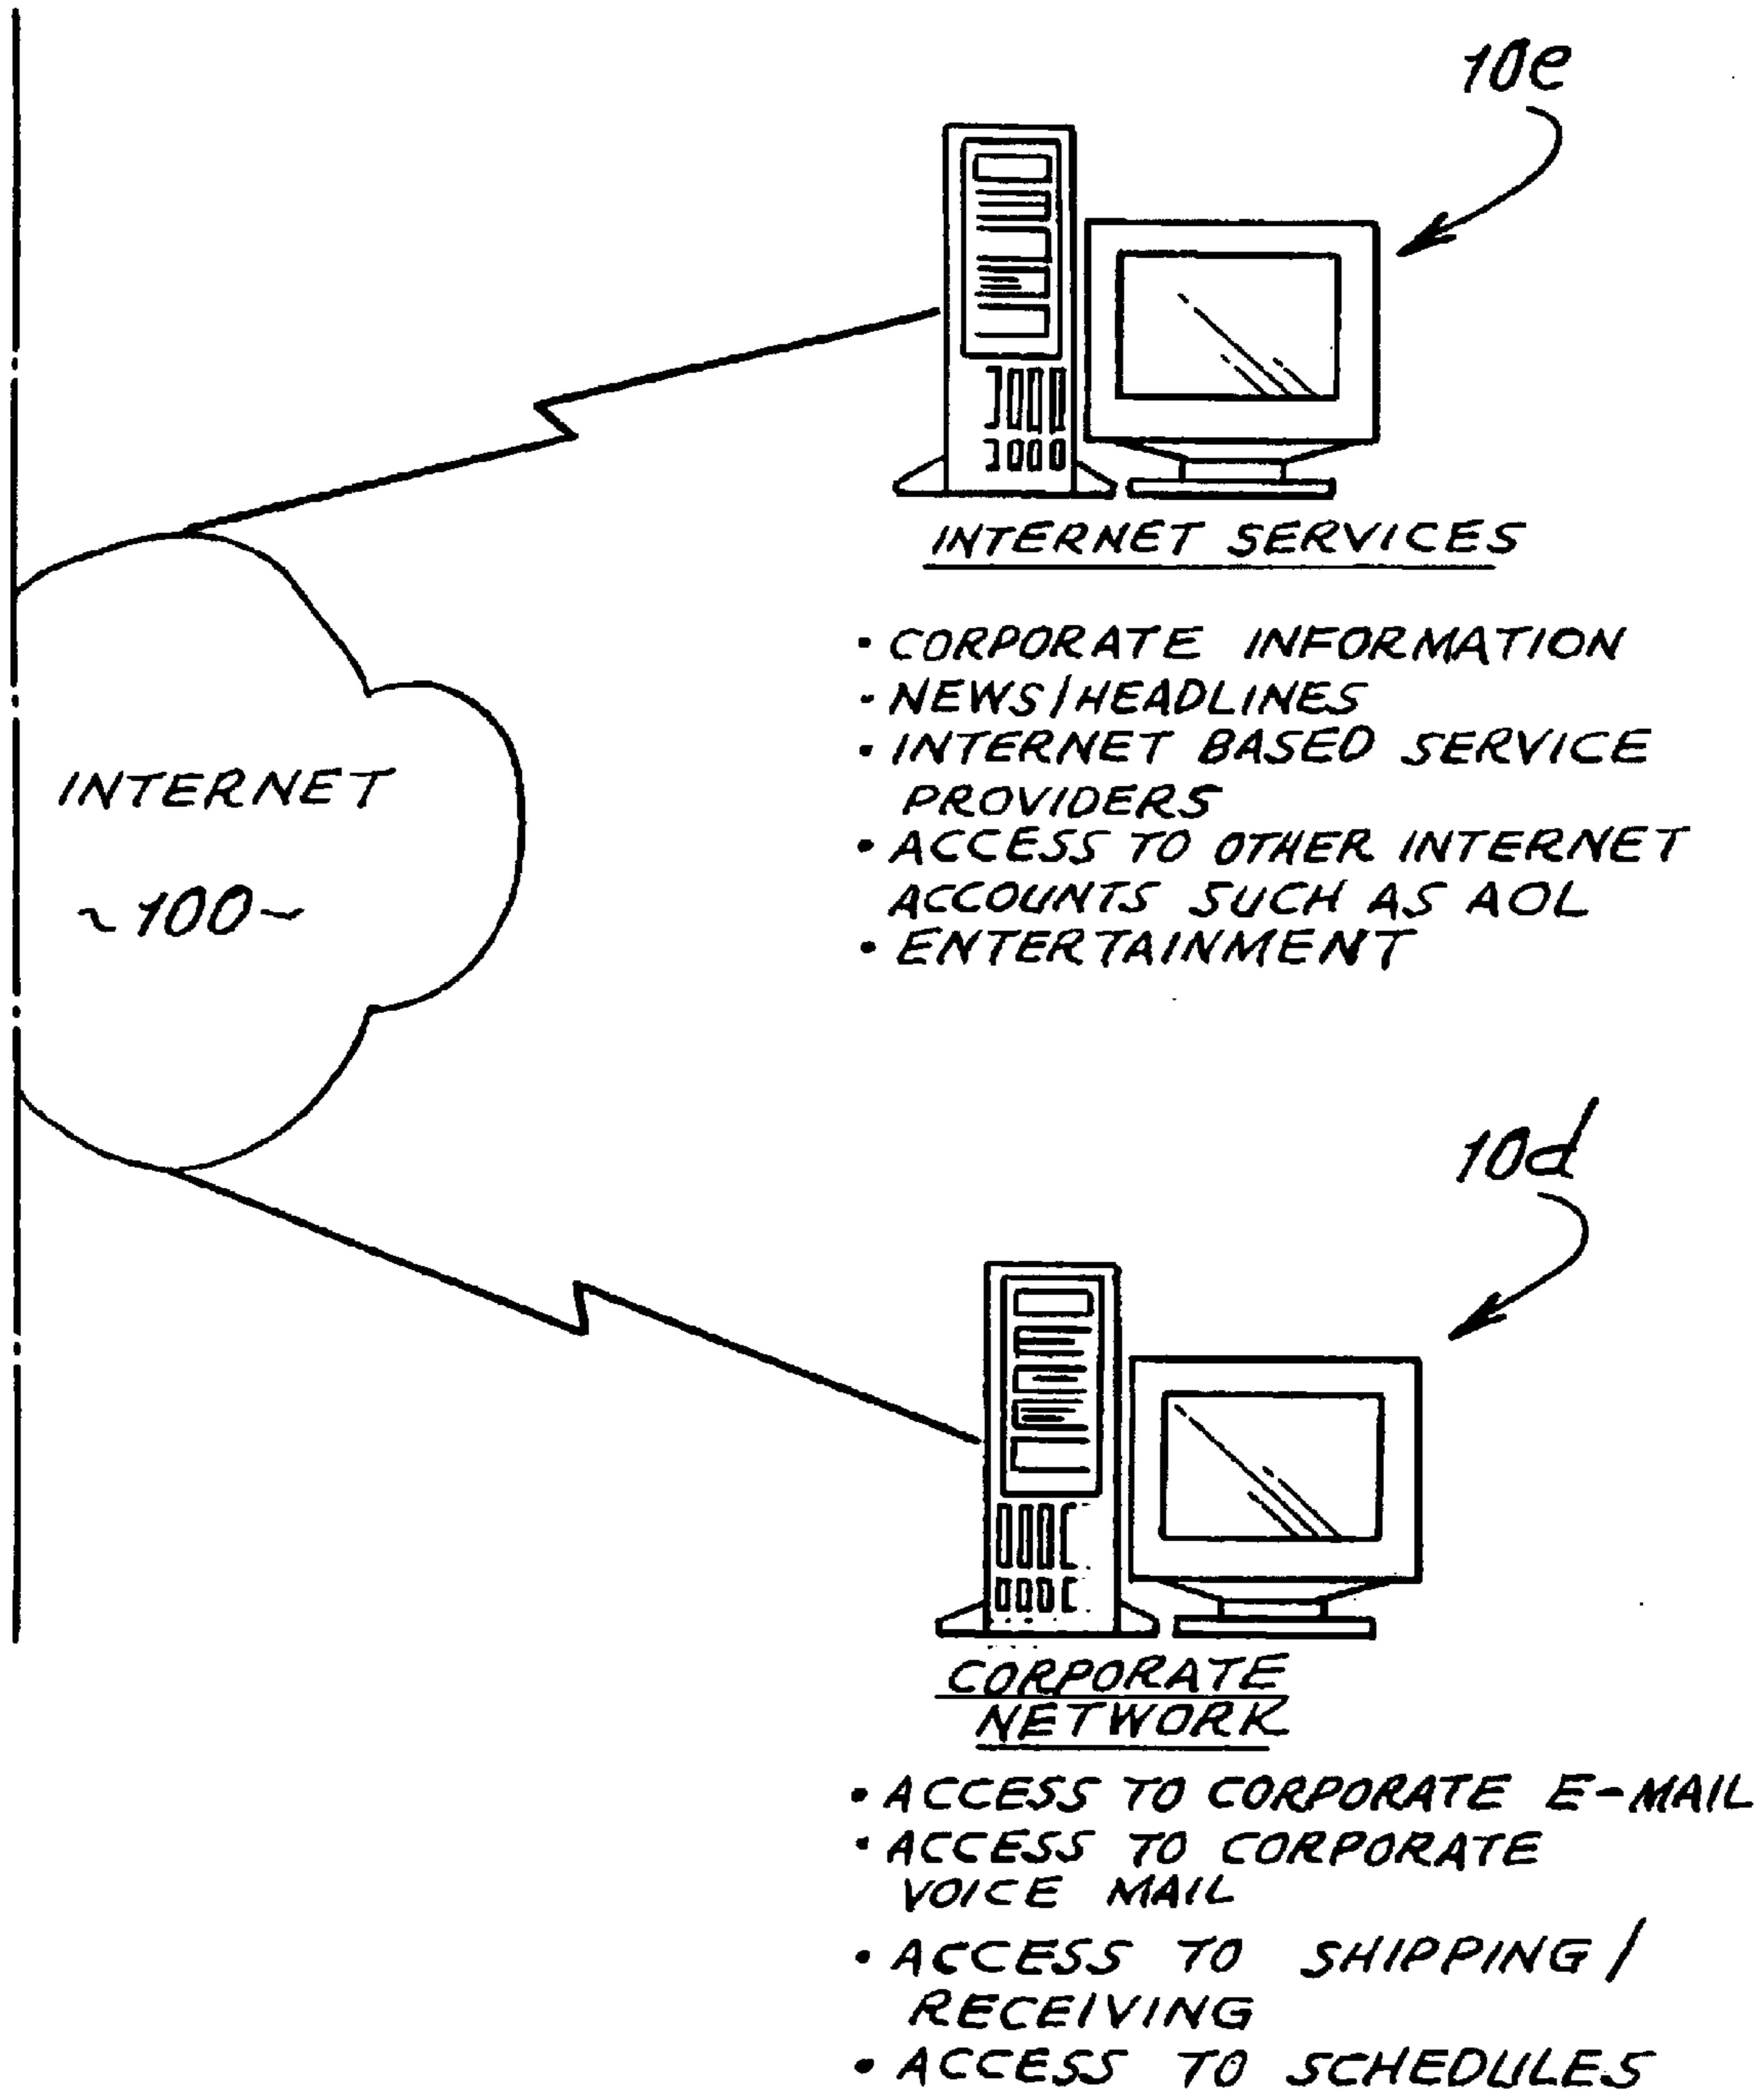 10e
INTERNET SERVICES
• CORPORATE INFORMATION
• NEWS/HEADLINES
• INTERNET BASED SERVICE
PROVIDERS
• ACCESS TO OTHER INTERNET
ACCOUNTS SUCH AS AOL
• ENTERTAINMENT
INTERNET
~100~
10d
CORPORATE
NETWORK
• ACCESS TO CORPORATE E-MAIL
• ACCESS TO CORPORATE
VOICE MAIL
• ACCESS TO SHIPPING/
RECEIVING
• ACCESS TO SCHEDULES